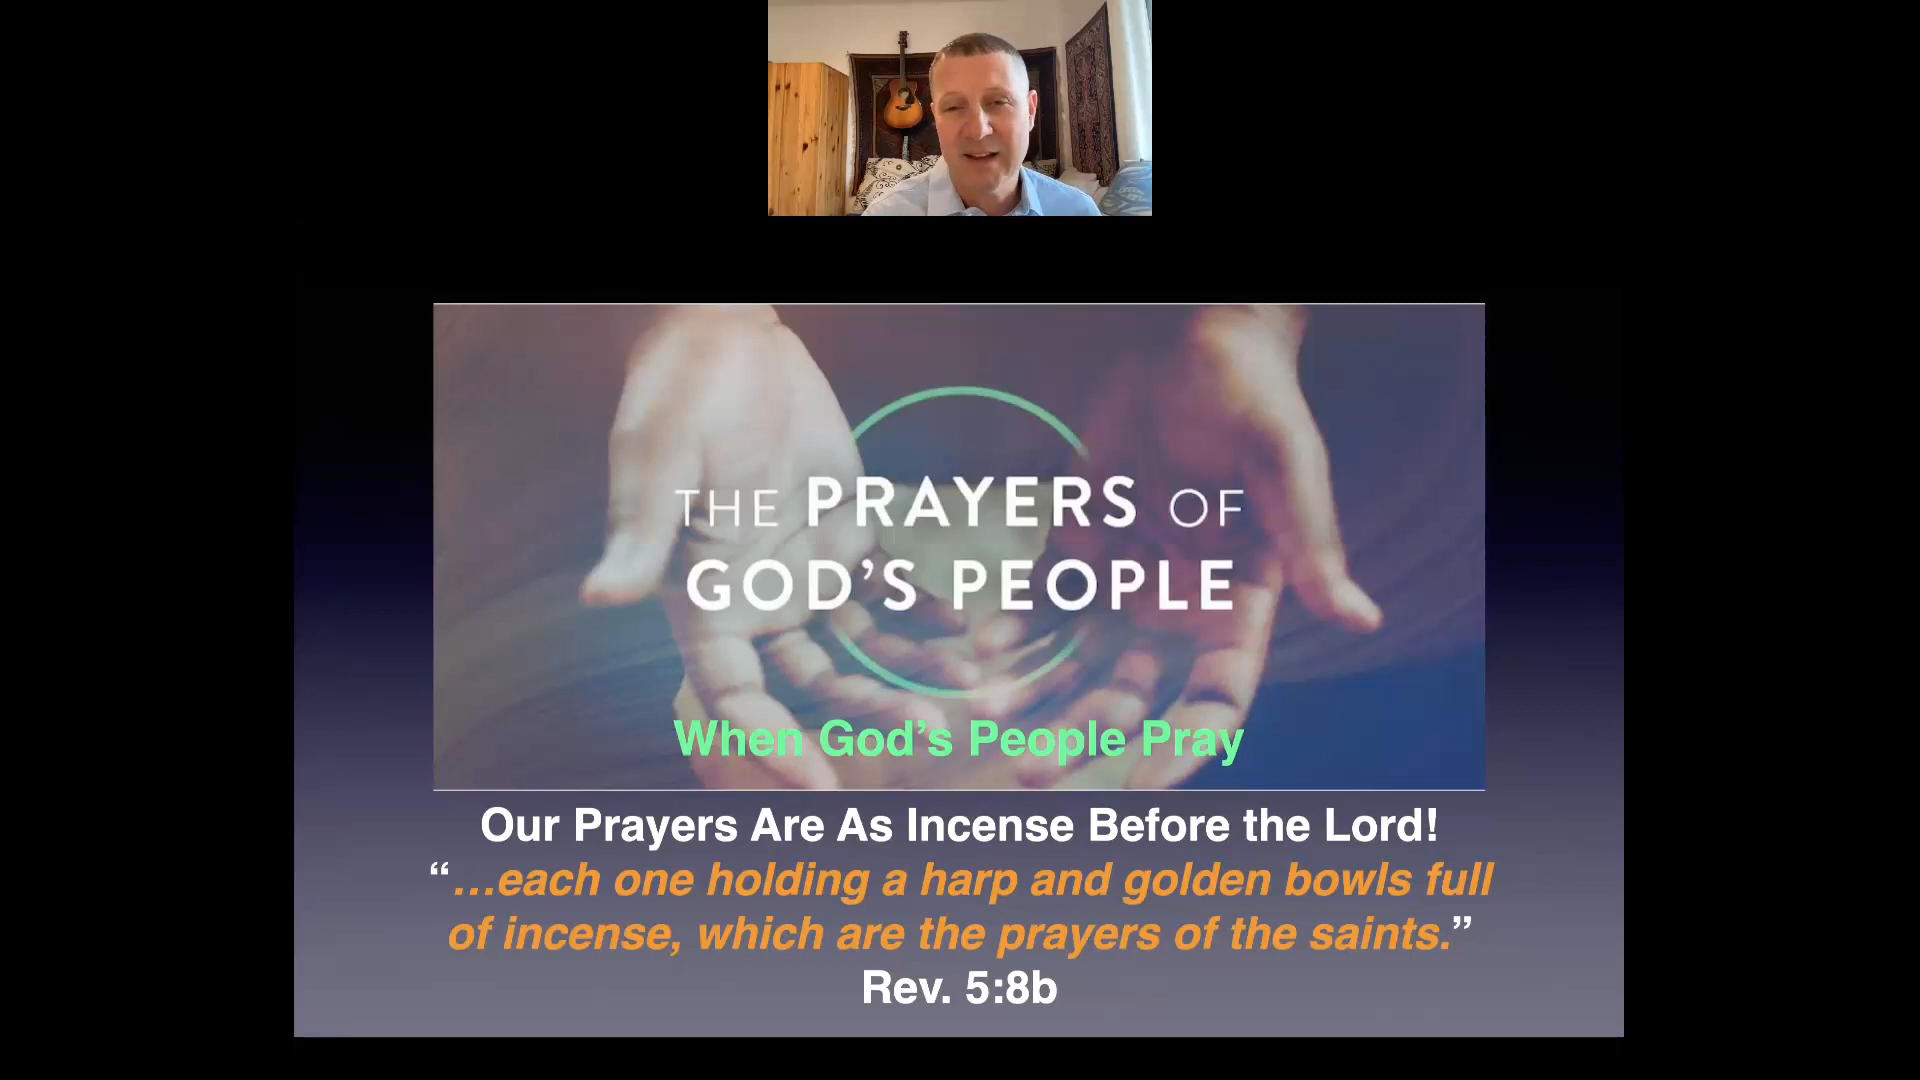 THE PRAYERS OF
GOD’S PEOPLE
When God’s People Pray
Our Prayers Are As Incense Before the Lord!
“…each one holding a harp and golden bowls full
of incense, which are the prayers of the saints.”
Rev. 5:8b